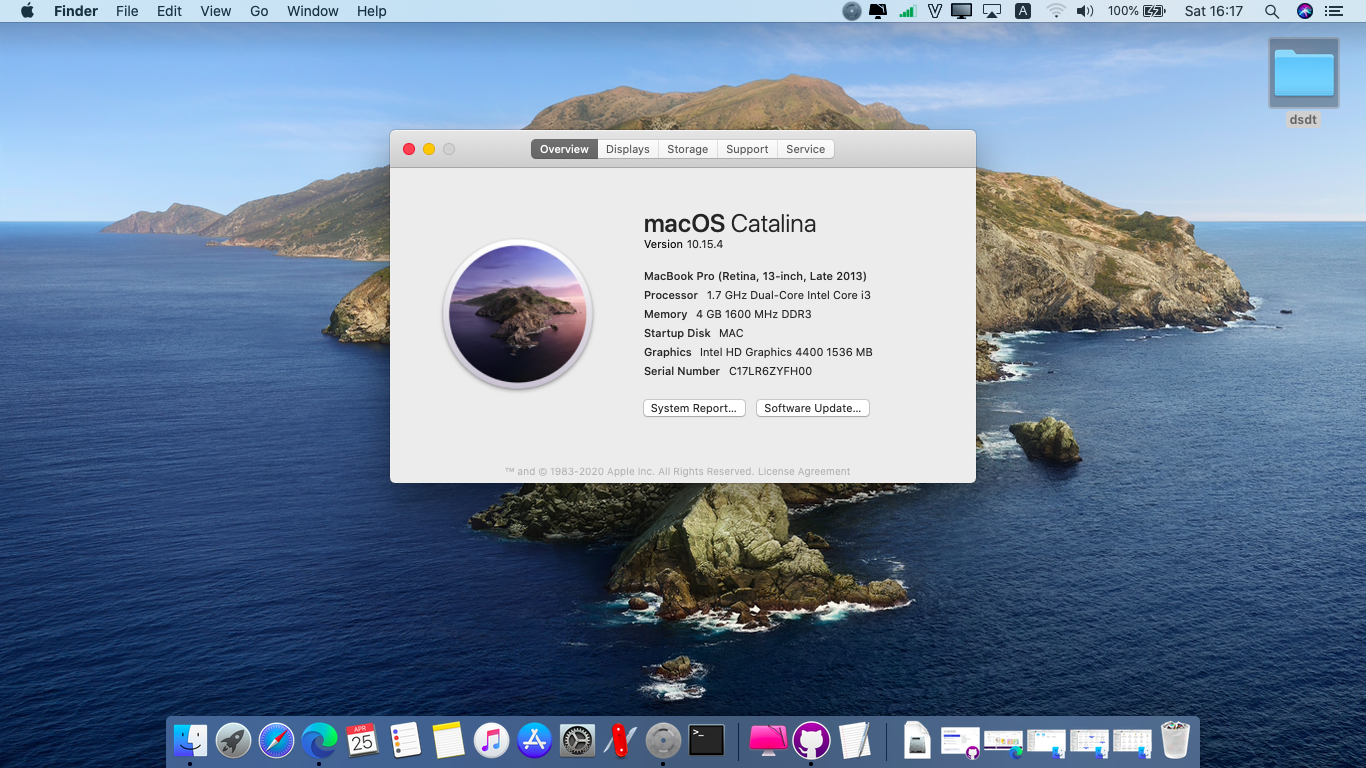 Finder File Edit View Go Window Help A 100% Sat 16:17
dsdt
Overview Displays Storage Support Service
macOS Catalina
Version 10.15.4
MacBook Pro (Retina, 13-inch, Late 2013)
Processor 1.7 GHz Dual-Core Intel Core i3
Memory 4 GB 1600 MHz DDR3
Startup Disk MAC
Graphics Intel HD Graphics 4400 1536 MB
Serial Number C17LR6ZYFH00
System Report... Software Update...
™ and © 1983-2020 Apple Inc. All Rights Reserved. License Agreement
APR
25
>_